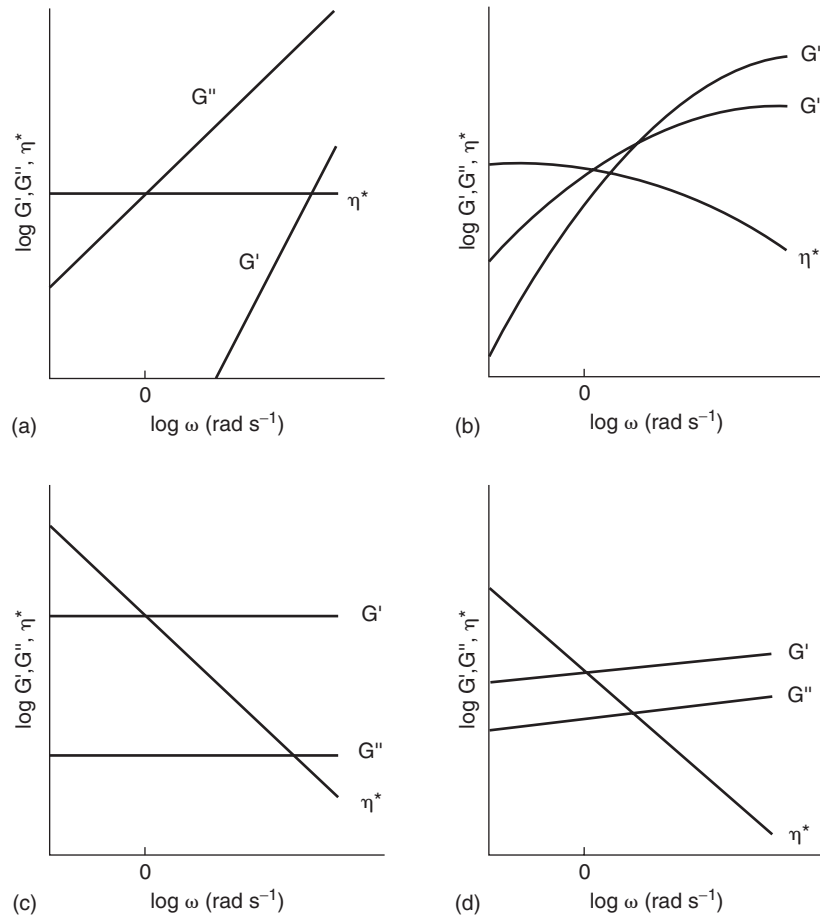 G''
η*
G'
log G', G'', η*
0
log ω (rad s⁻¹)
(a)
G'
G'
η*
log G', G'', η*
0
log ω (rad s⁻¹)
(b)
G'
G''
η*
log G', G'', η*
0
log ω (rad s⁻¹)
(c)
G'
G''
η*
log G', G'', η*
0
log ω (rad s⁻¹)
(d)